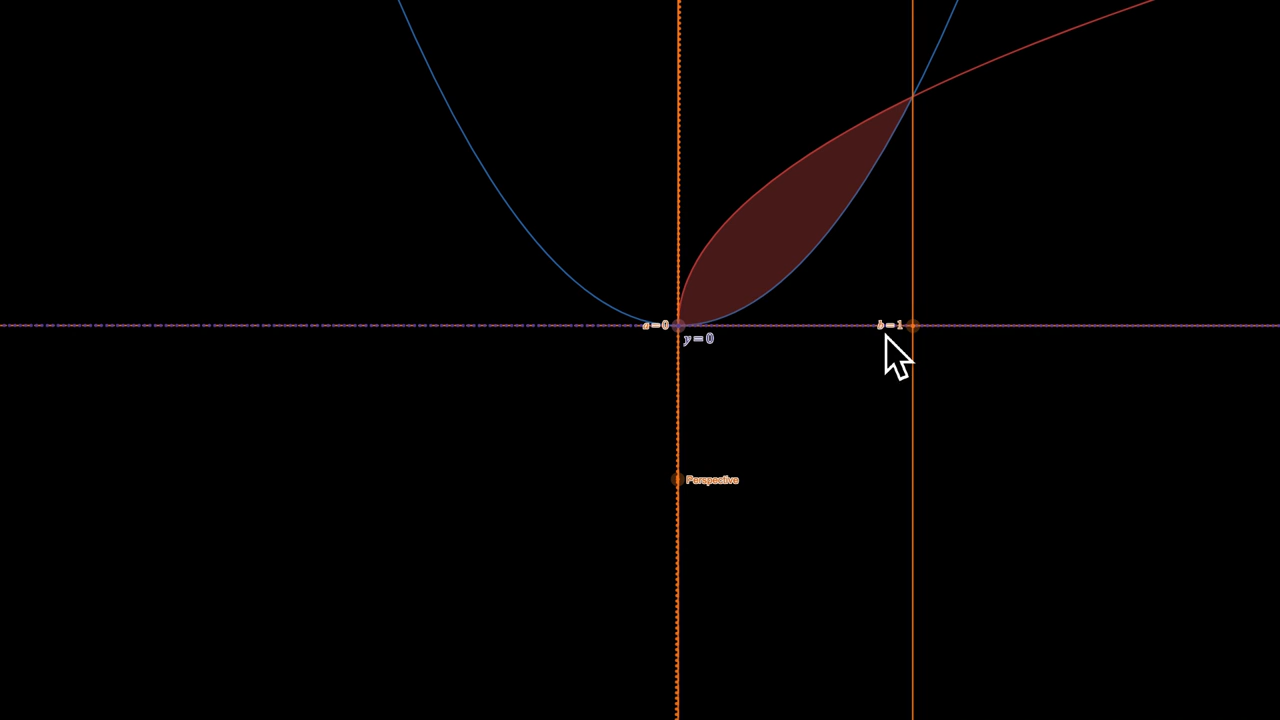 a = 0
b = 1
y = 0
Perspective